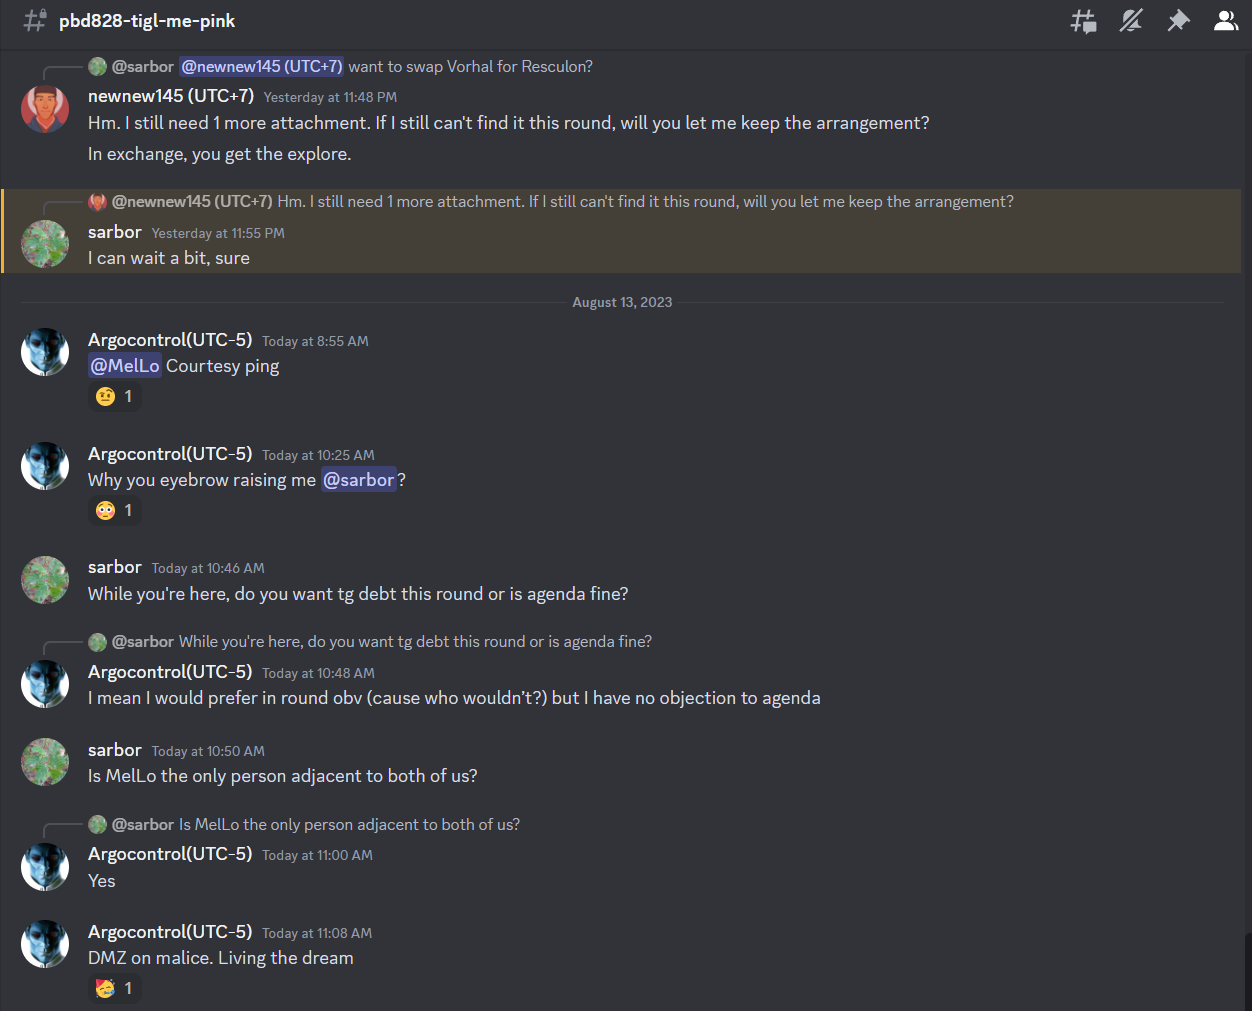 pbd828-tigl-me-pink
@sarbor @newnew145 (UTC+7) want to swap Vorhal for Resculon?
newnew145 (UTC+7) Yesterday at 11:48 PM
Hm. I still need 1 more attachment. If I still can't find it this round, will you let me keep the arrangement?
In exchange, you get the explore.
@newnew145 (UTC+7) Hm. I still need 1 more attachment. If I still can't find it this round, will you let me keep the arrangement?
sarbor Yesterday at 11:55 PM
I can wait a bit, sure
August 13, 2023
Argocontrol(UTC-5) Today at 8:55 AM
@MelLo Courtesy ping
1
Argocontrol(UTC-5) Today at 10:25 AM
Why you eyebrow raising me @sarbor?
1
sarbor Today at 10:46 AM
While you're here, do you want tg debt this round or is agenda fine?
@sarbor While you're here, do you want tg debt this round or is agenda fine?
Argocontrol(UTC-5) Today at 10:48 AM
I mean I would prefer in round obv (cause who wouldn't?) but I have no objection to agenda
sarbor Today at 10:50 AM
Is MelLo the only person adjacent to both of us?
@sarbor Is MelLo the only person adjacent to both of us?
Argocontrol(UTC-5) Today at 11:00 AM
Yes
Argocontrol(UTC-5) Today at 11:08 AM
DMZ on malice. Living the dream
1